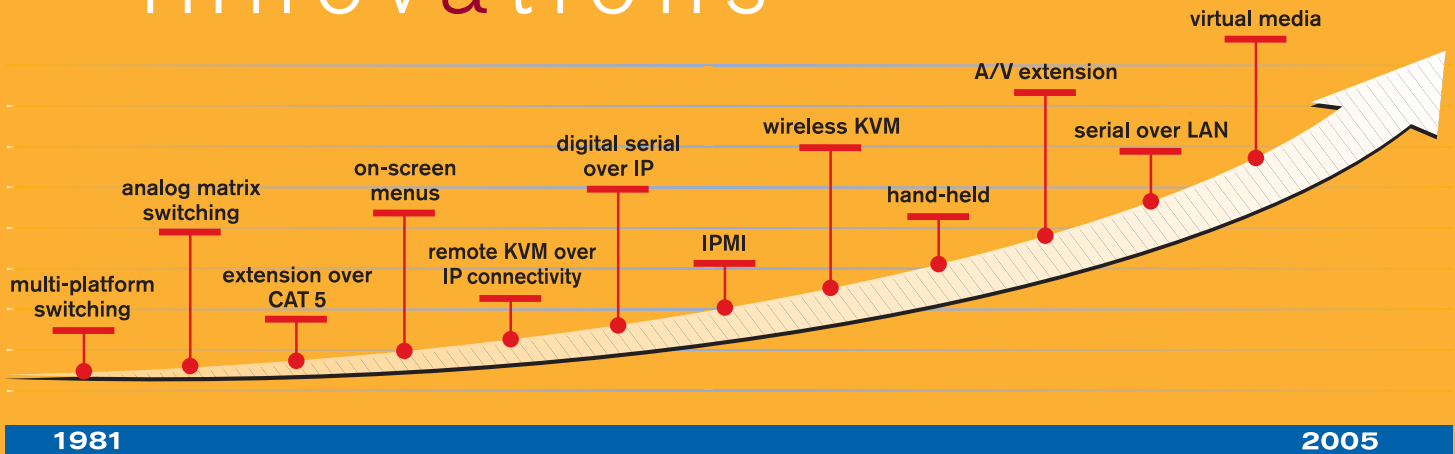 innovations
multi-platform
switching
analog matrix
switching
extension over
CAT 5
on-screen
menus
remote KVM over
IP connectivity
digital serial
over IP
IPMI
wireless KVM
hand-held
A/V extension
serial over LAN
virtual media
1981
2005